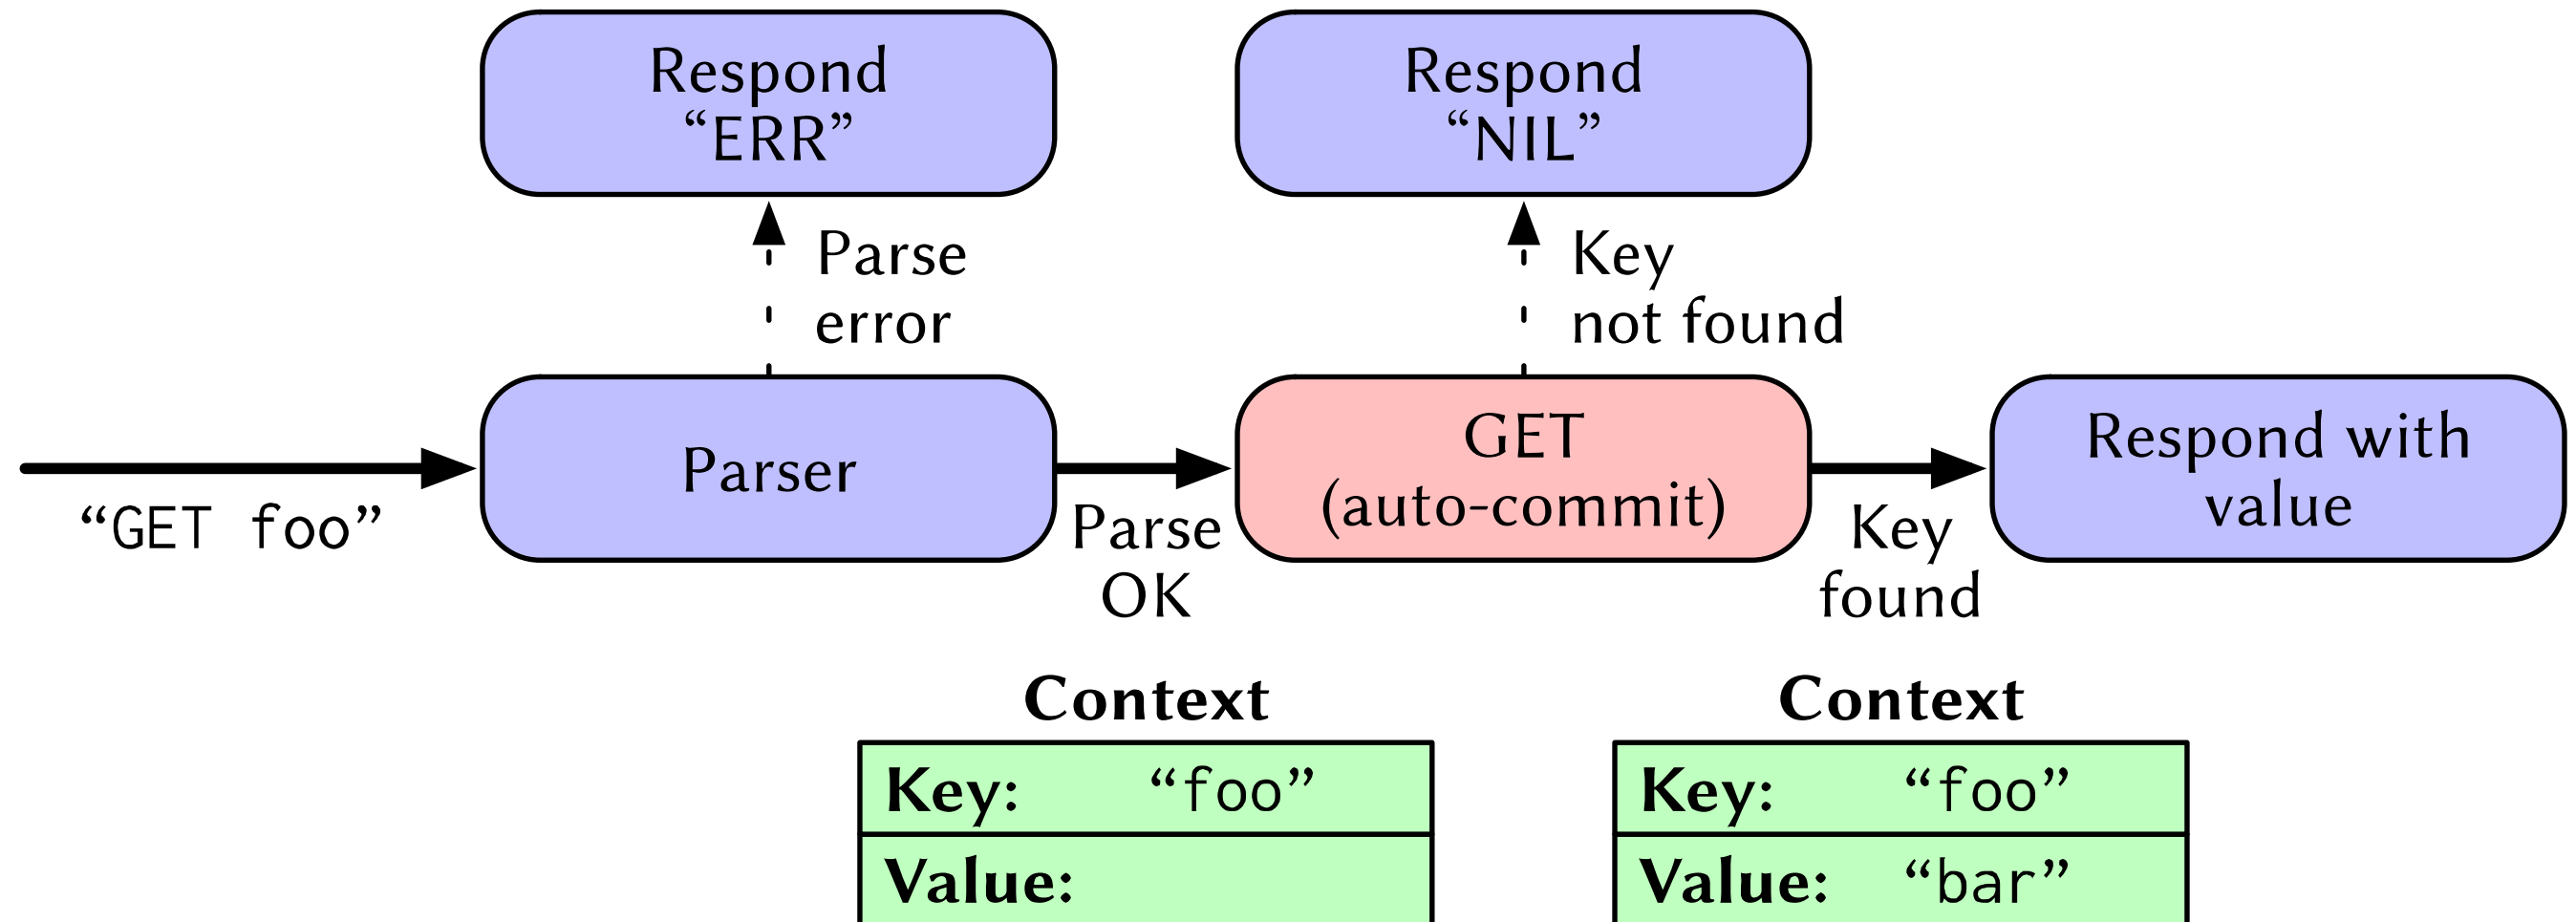 Respond
“ERR”
Respond
“NIL”
Parse
error
Key
not found
“GET foo”
Parser
Parse
OK
GET
(auto-commit)
Key
found
Respond with
value
Context
Key: “foo”
Value:
Context
Key: “foo”
Value: “bar”